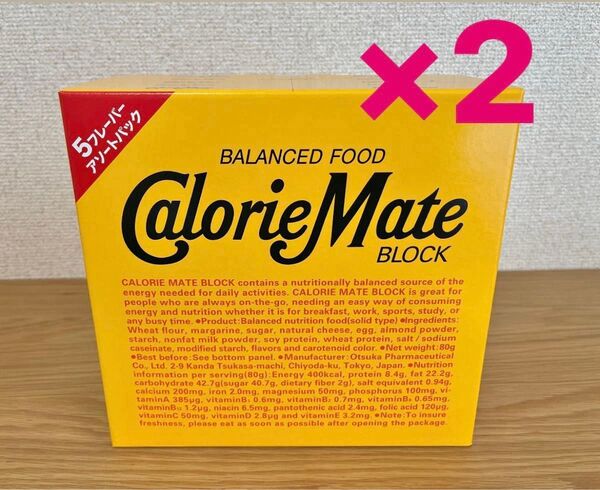 ×2
5フレーバー
アソートパック
BALANCED FOOD
CalorieMate
BLOCK
CALORIE MATE BLOCK contains a nutritionally balanced source of the
energy needed for daily activities. CALORIE MATE BLOCK is great for
people who are always on-the-go, needing an easy way of consuming
energy and nutrition whether it is for breakfast, work, sports, study, or
any busy time. ●Product:Balanced nutrition food(solid type) ●Ingredients:
Wheat flour, margarine, sugar, natural cheese, egg, almond powder,
starch, nonfat milk powder, soy protein, wheat protein, salt / sodium
caseinate, modified starch, flavors and carotenoid color. ●Net weight:80g
●Best before:See bottom panel. ●Manufacturer:Otsuka Pharmaceutical
Co., Ltd. 2-9 Kanda Tsukasa-machi, Chiyoda-ku, Tokyo, Japan. ●Nutrition
information per serving(80g):Energy 400kcal, protein 8.4g, fat 22.2g,
carbohydrate 42.7g(sugar 40.7g, dietary fiber 2g), salt equivalent 0.94g,
calcium 200mg, iron 2.0mg, magnesium 50mg, phosphorus 100mg, vi-
taminA 385μg, vitaminB₁ 0.6mg, vitaminB₂ 0.7mg, vitaminB₆ 0.65mg,
vitaminB₁₂ 1.2μg, niacin 6.5mg, pantothenic acid 2.4mg, folic acid 120μg,
vitaminC 50mg, vitaminD 2.8μg and vitaminE 3.2mg. ●Note:To insure
freshness, please eat as soon as possible after opening the package.